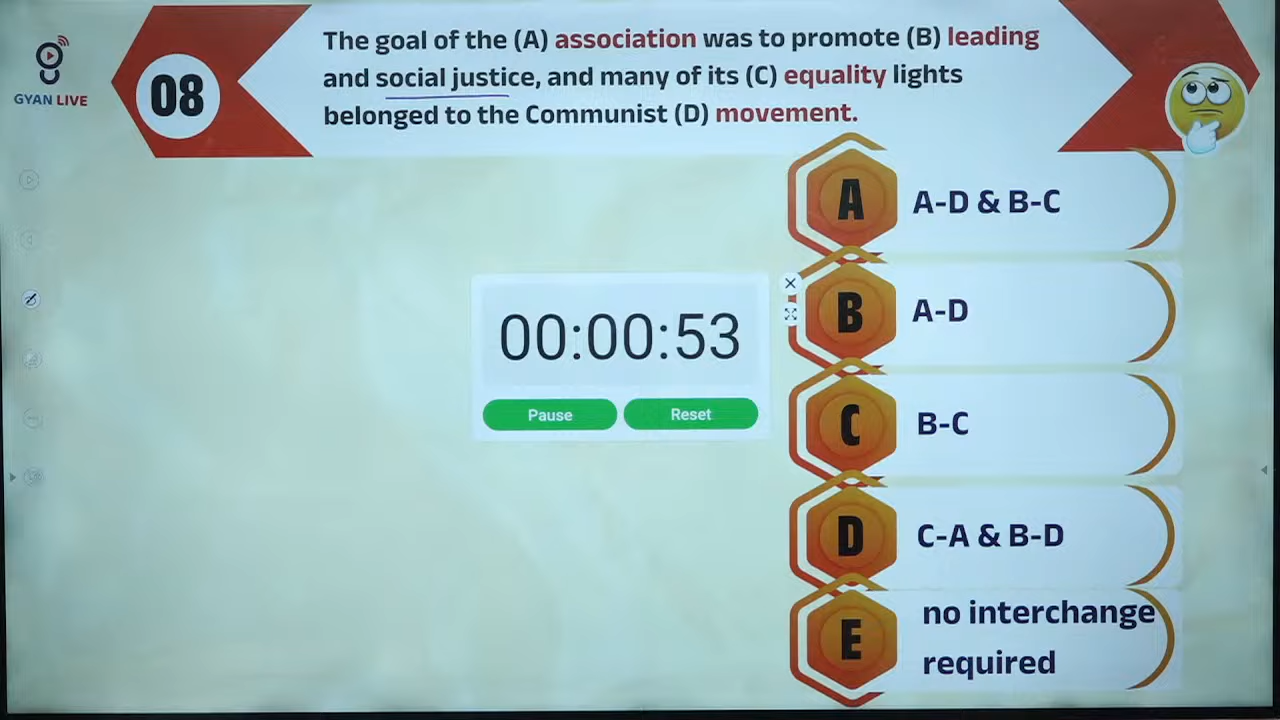 GYAN LIVE
08
The goal of the (A) association was to promote (B) leading
and social justice, and many of its (C) equality lights
belonged to the Communist (D) movement.
A
A-D & B-C
B
A-D
00:00:53
Pause
Reset
C
B-C
D
C-A & B-D
E
no interchange
required